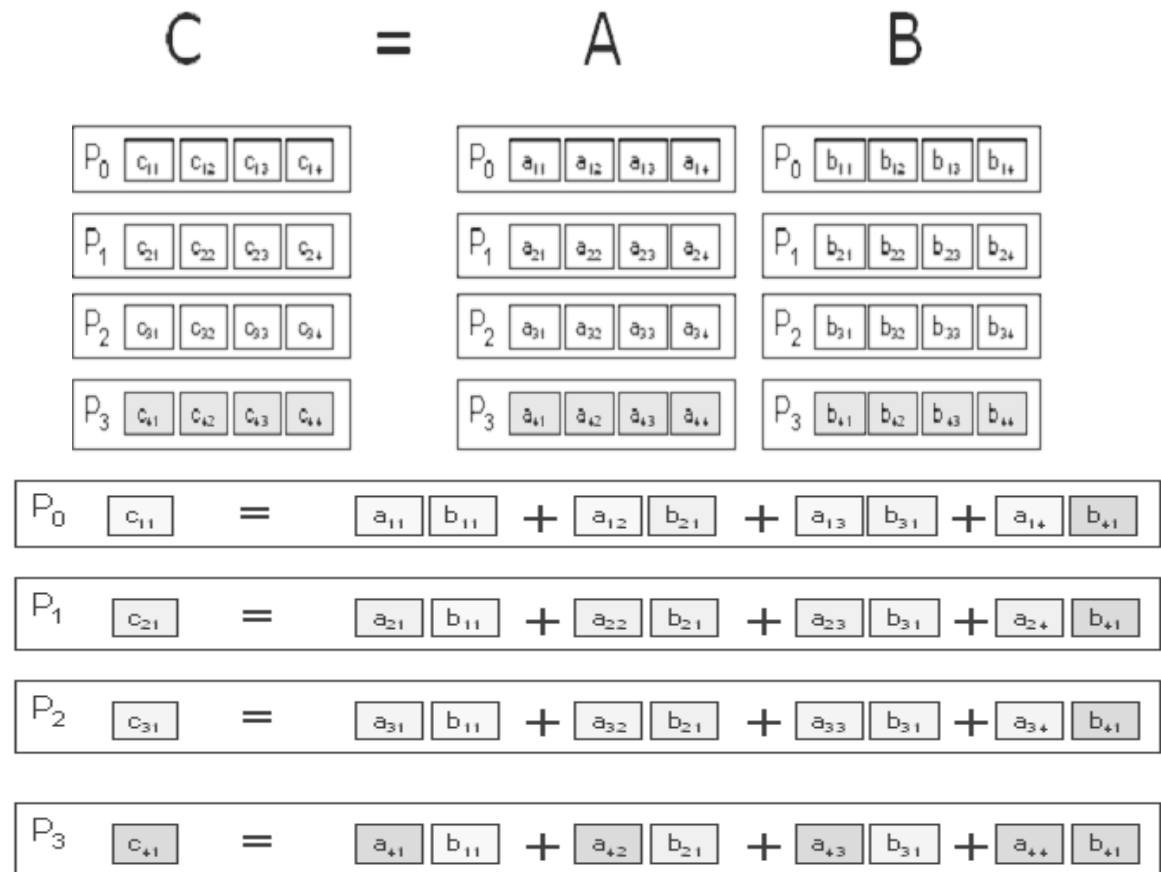 C = A B
P₀ c₁₁ c₁₂ c₁₃ c₁₄ P₀ a₁₁ a₁₂ a₁₃ a₁₄ P₀ b₁₁ b₁₂ b₁₃ b₁₄
P₁ c₂₁ c₂₂ c₂₃ c₂₄ P₁ a₂₁ a₂₂ a₂₃ a₂₄ P₁ b₂₁ b₂₂ b₂₃ b₂₄
P₂ c₃₁ c₃₂ c₃₃ c₃₄ P₂ a₃₁ a₃₂ a₃₃ a₃₄ P₂ b₃₁ b₃₂ b₃₃ b₃₄
P₃ c₄₁ c₄₂ c₄₃ c₄₄ P₃ a₄₁ a₄₂ a₄₃ a₄₄ P₃ b₄₁ b₄₂ b₄₃ b₄₄
P₀ c₁₁ = a₁₁ b₁₁ + a₁₂ b₂₁ + a₁₃ b₃₁ + a₁₄ b₄₁
P₁ c₂₁ = a₂₁ b₁₁ + a₂₂ b₂₁ + a₂₃ b₃₁ + a₂₄ b₄₁
P₂ c₃₁ = a₃₁ b₁₁ + a₃₂ b₂₁ + a₃₃ b₃₁ + a₃₄ b₄₁
P₃ c₄₁ = a₄₁ b₁₁ + a₄₂ b₂₁ + a₄₃ b₃₁ + a₄₄ b₄₁